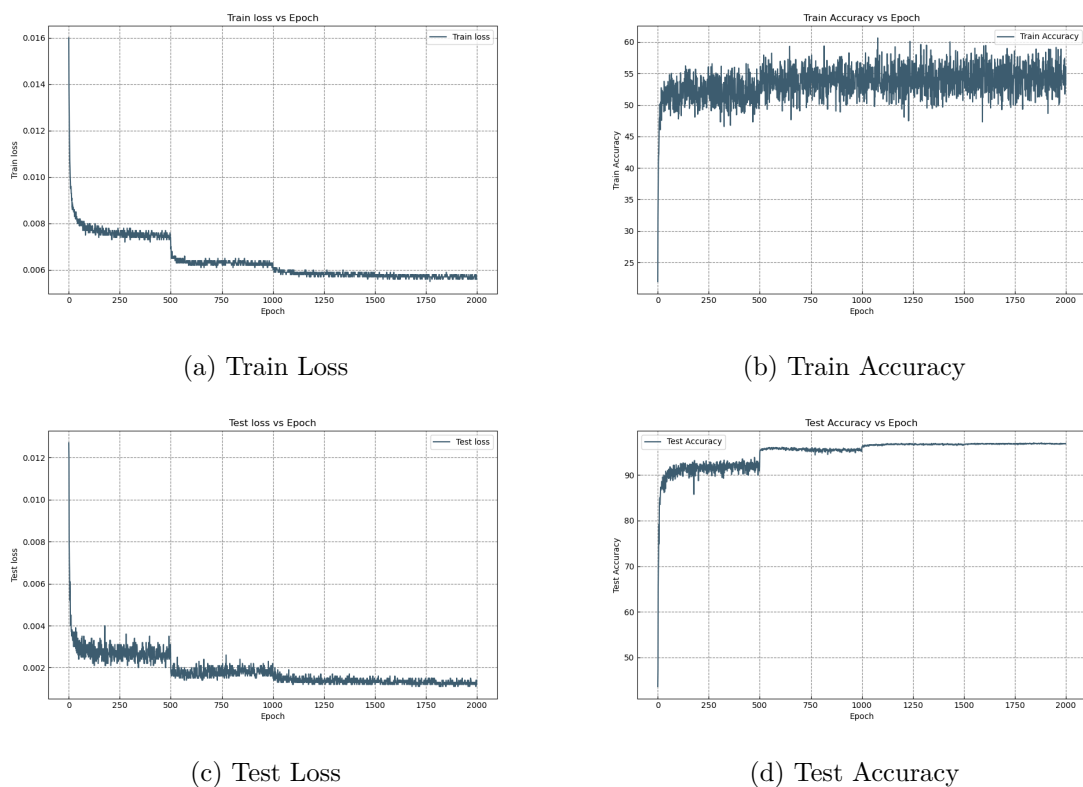 Train loss vs Epoch
Train loss
Train loss
0.016
0.014
0.012
0.010
0.008
0.006
0 250 500 750 1000 1250 1500 1750 2000
Epoch
(a) Train Loss
Train Accuracy vs Epoch
Train Accuracy
Train Accuracy
60
55
50
45
40
35
30
25
0 250 500 750 1000 1250 1500 1750 2000
Epoch
(b) Train Accuracy
Test loss vs Epoch
Test loss
Test loss
0.012
0.010
0.008
0.006
0.004
0.002
0 250 500 750 1000 1250 1500 1750 2000
Epoch
(c) Test Loss
Test Accuracy vs Epoch
Test Accuracy
Test Accuracy
90
80
70
60
50
0 250 500 750 1000 1250 1500 1750 2000
Epoch
(d) Test Accuracy